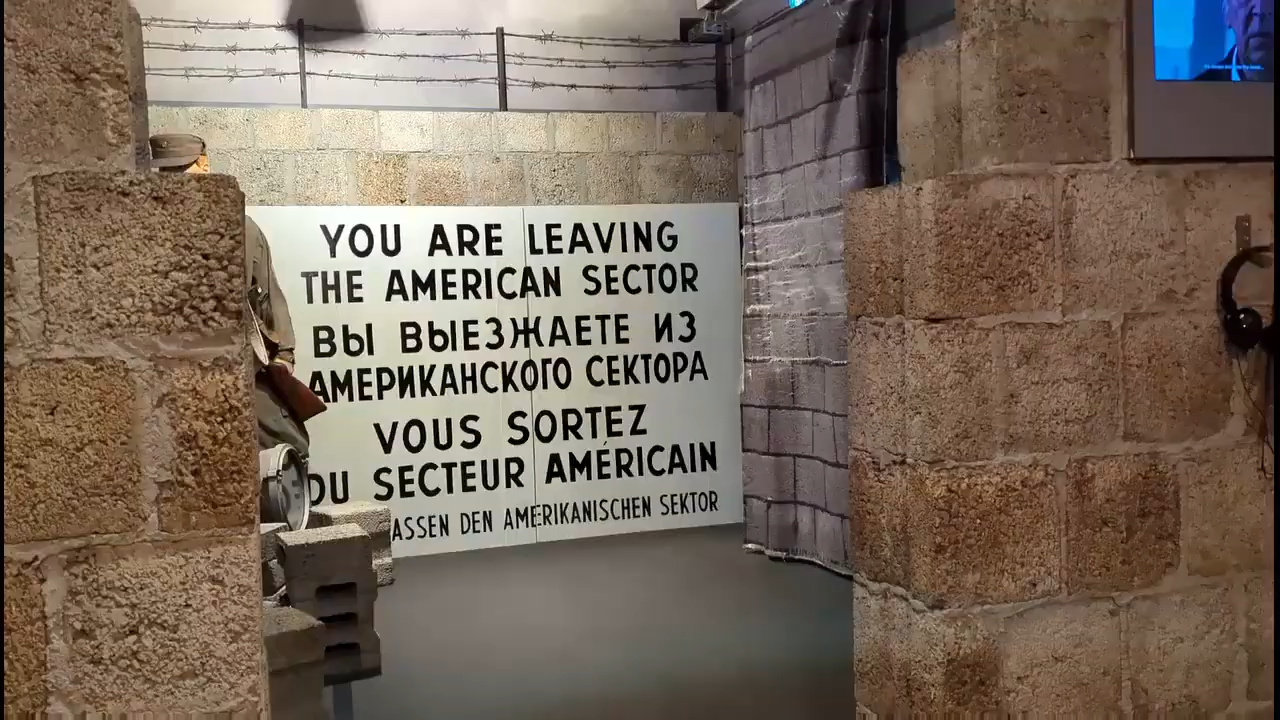 YOU ARE LEAVING
THE AMERICAN SECTOR
ВЫ ВЫЕЗЖАЕТЕ ИЗ
АМЕРИКАНСКОГО СЕКТОРА
VOUS SORTEZ
DU SECTEUR AMÉRICAIN
ASSEN DEN AMERIKANISCHEN SEKTOR